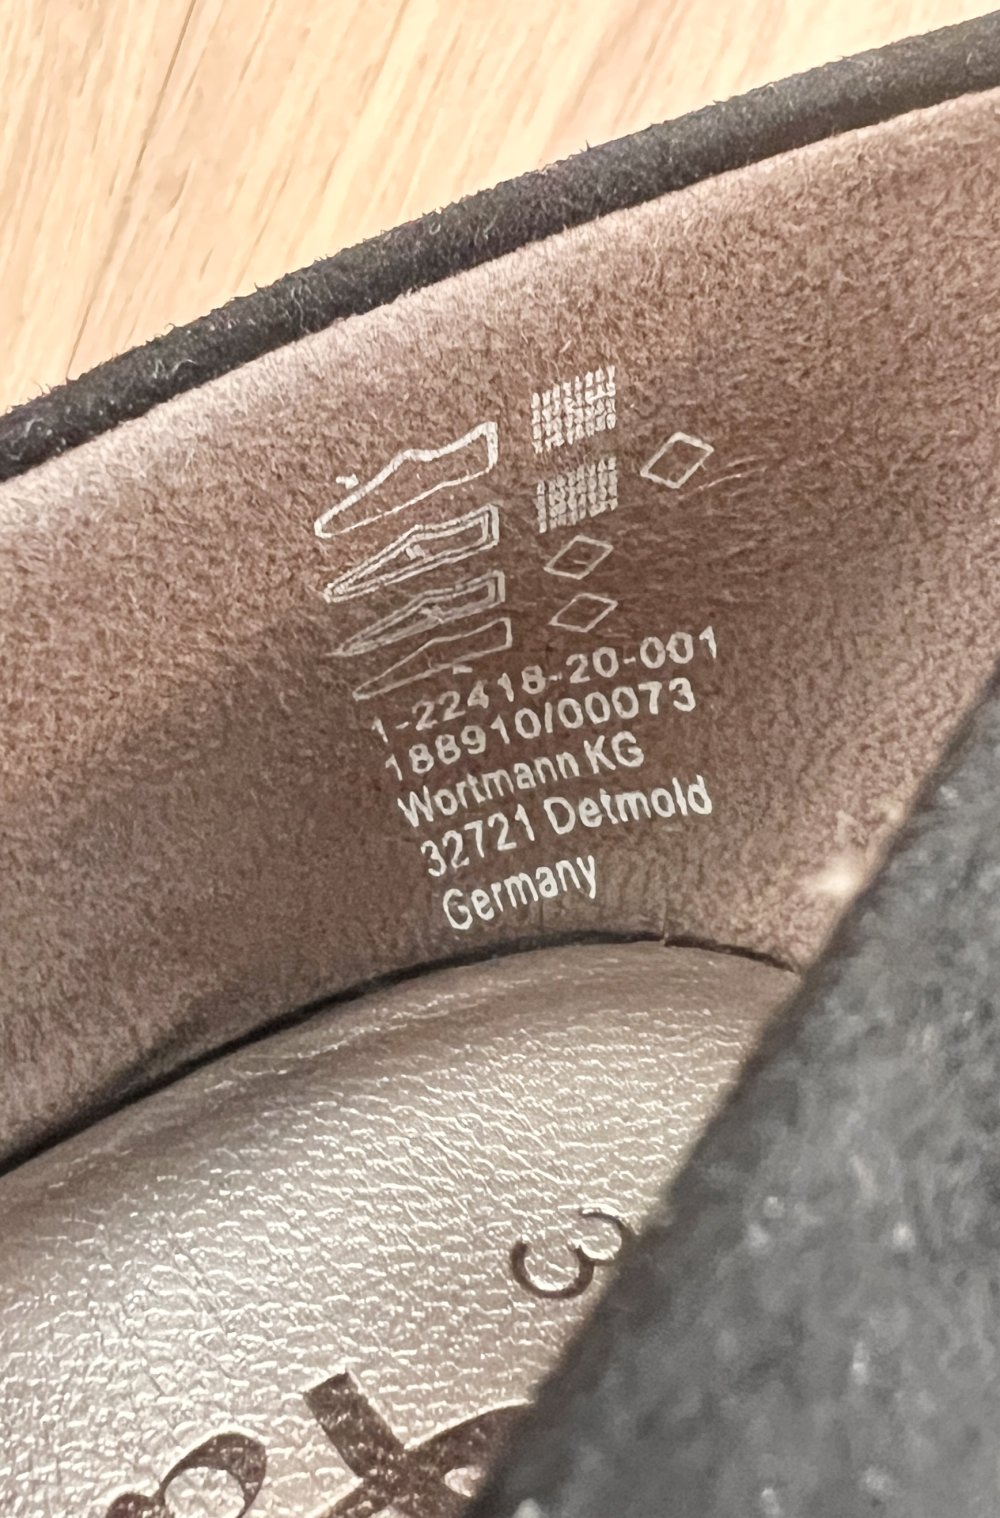 1-22418-20-001
188910/00073
Wortmann KG
32721 Detmold
Germany